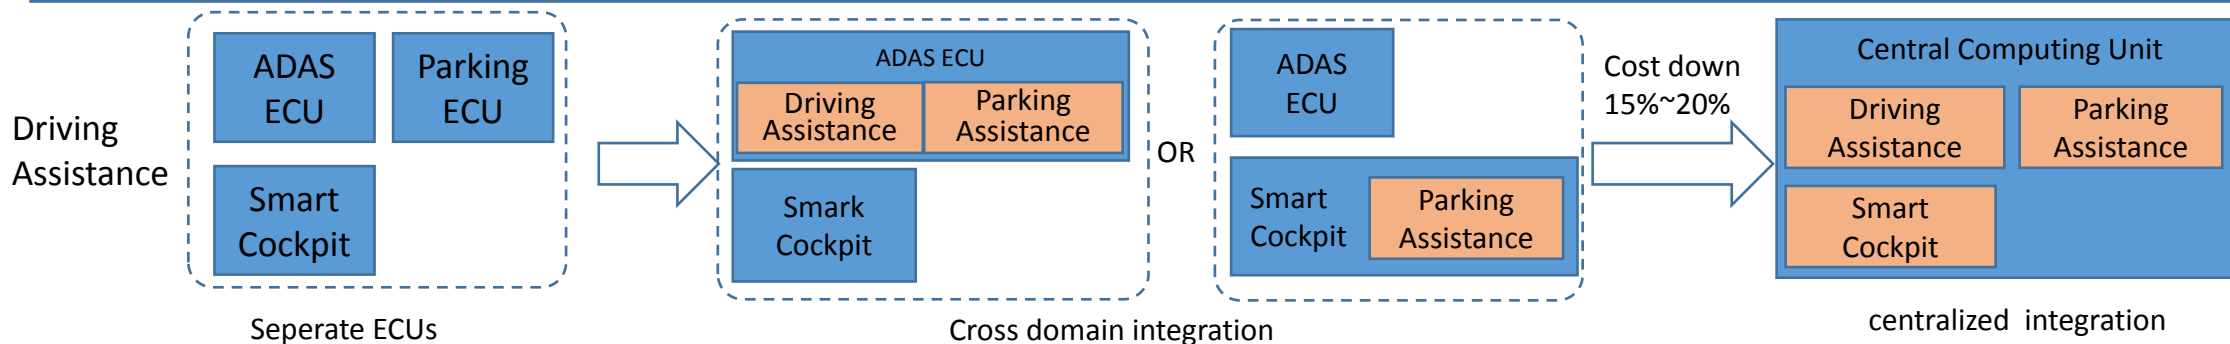 Driving
Assistance
ADAS
ECU
Parking
ECU
Smart
Cockpit
Seperate ECUs
ADAS ECU
Driving
Assistance
Parking
Assistance
Smark
Cockpit
OR
ADAS
ECU
Smart
Cockpit
Parking
Assistance
Cross domain integration
Cost down
15%~20%
Central Computing Unit
Driving
Assistance
Parking
Assistance
Smart
Cockpit
centralized integration